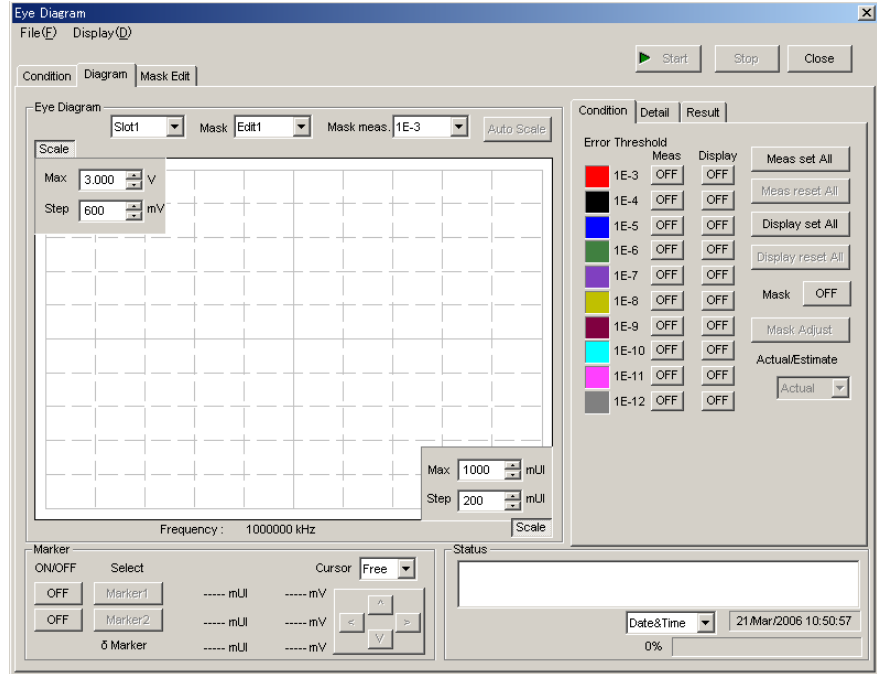 Eye Diagram
File(F) Display(D)
Start Stop Close
Condition Diagram Mask Edit
Eye Diagram
Slot1 Mask Edit1 Mask meas. 1E-3 Auto Scale
Scale
Max 3.000 V
Step 600 mV
Max 1000 mUI
Step 200 mUI
Frequency : 1000000 kHz Scale
Condition Detail Result
Error Threshold
Meas Display
1E-3 OFF OFF
1E-4 OFF OFF
1E-5 OFF OFF
1E-6 OFF OFF
1E-7 OFF OFF
1E-8 OFF OFF
1E-9 OFF OFF
1E-10 OFF OFF
1E-11 OFF OFF
1E-12 OFF OFF
Meas set All
Meas reset All
Display set All
Display reset All
Mask OFF
Mask Adjust
Actual/Estimate
Actual
Marker
ON/OFF Select Cursor Free
OFF Marker1 ----- mUI ----- mV
OFF Marker2 ----- mUI ----- mV
δ Marker ----- mUI ----- mV
^
< >
V
Status
Date&Time 21/Mar/2006 10:50:57
0%